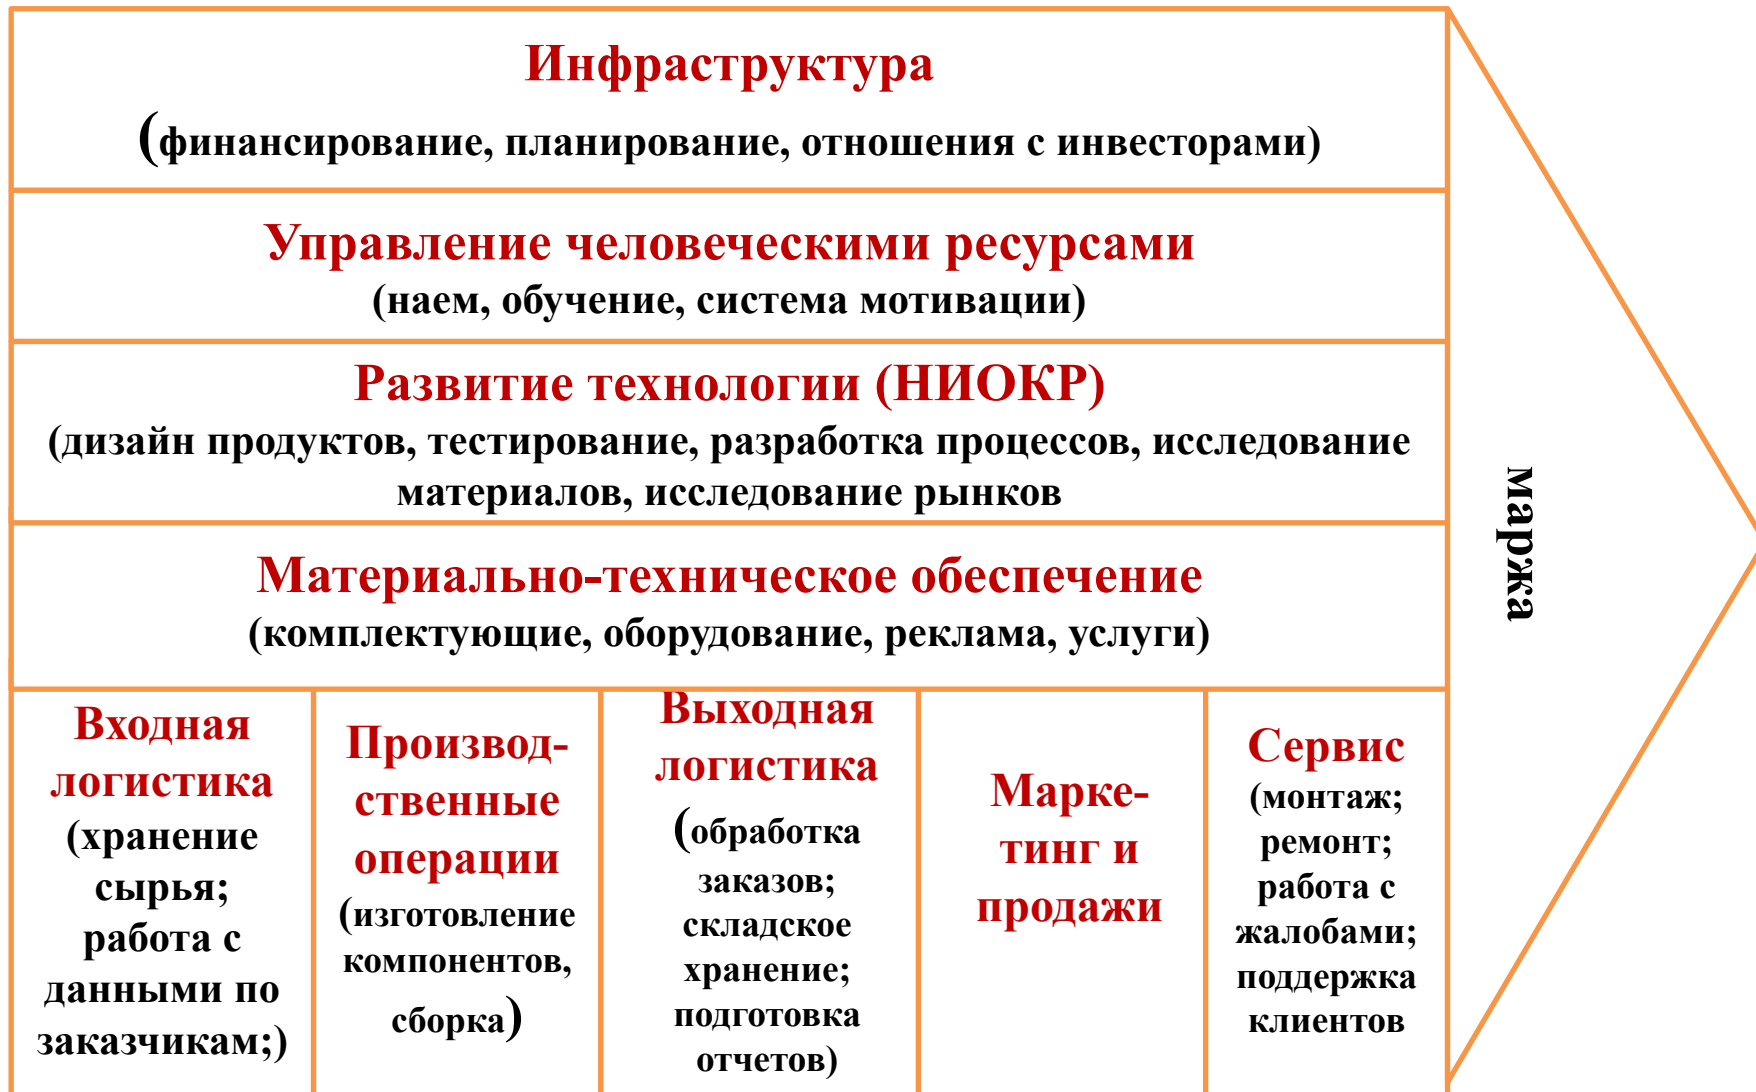 Инфраструктура
(финансирование, планирование, отношения с инвесторами)
Управление человеческими ресурсами
(наем, обучение, система мотивации)
Развитие технологии (НИОКР)
(дизайн продуктов, тестирование, разработка процессов, исследование
материалов, исследование рынков
Материально-техническое обеспечение
(комплектующие, оборудование, реклама, услуги)
Входная
логистика
(хранение
сырья;
работа с
данными по
заказчикам;)
Производ-
ственные
операции
(изготовление
компонентов,
сборка)
Выходная
логистика
(обработка
заказов;
складское
хранение;
подготовка
отчетов)
Марке-
тинг и
продажи
Сервис
(монтаж;
ремонт;
работа с
жалобами;
поддержка
клиентов
маржа